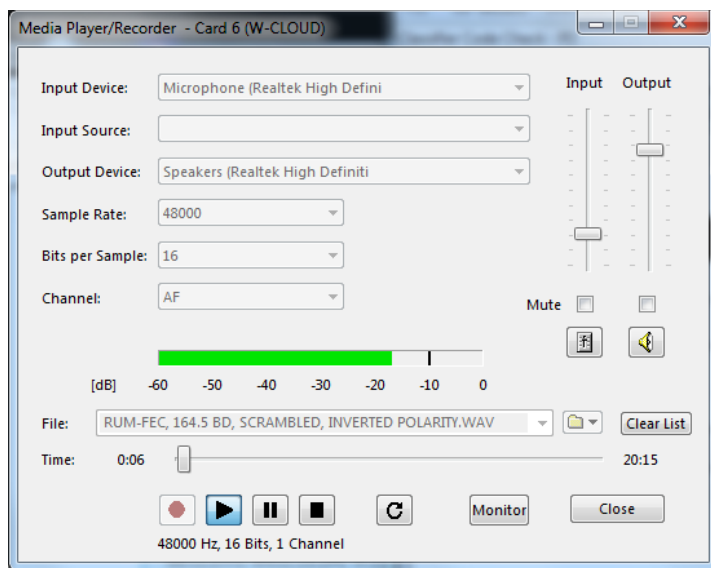 Media Player/Recorder - Card 6 (W-CLOUD)
Input Device: Microphone (Realtek High Defini
Input Output
Input Source:
Output Device: Speakers (Realtek High Definiti
Sample Rate: 48000
Bits per Sample: 16
Channel: AF
Mute
[dB] -60 -50 -40 -30 -20 -10 0
File: RUM-FEC, 164.5 BD, SCRAMBLED, INVERTED POLARITY.WAV Clear List
Time: 0:06 20:15
Monitor Close
48000 Hz, 16 Bits, 1 Channel